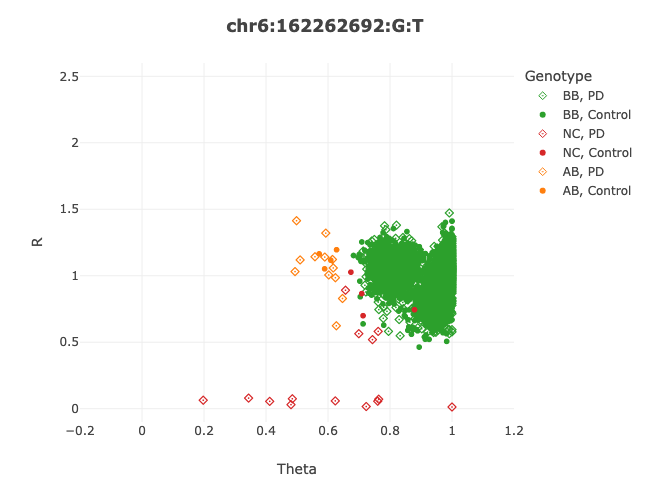 chr6:162262692:G:T
Genotype
BB, PD
BB, Control
NC, PD
NC, Control
AB, PD
AB, Control
2.5
2
1.5
1
0.5
0
R
−0.2 0 0.2 0.4 0.6 0.8 1 1.2
Theta